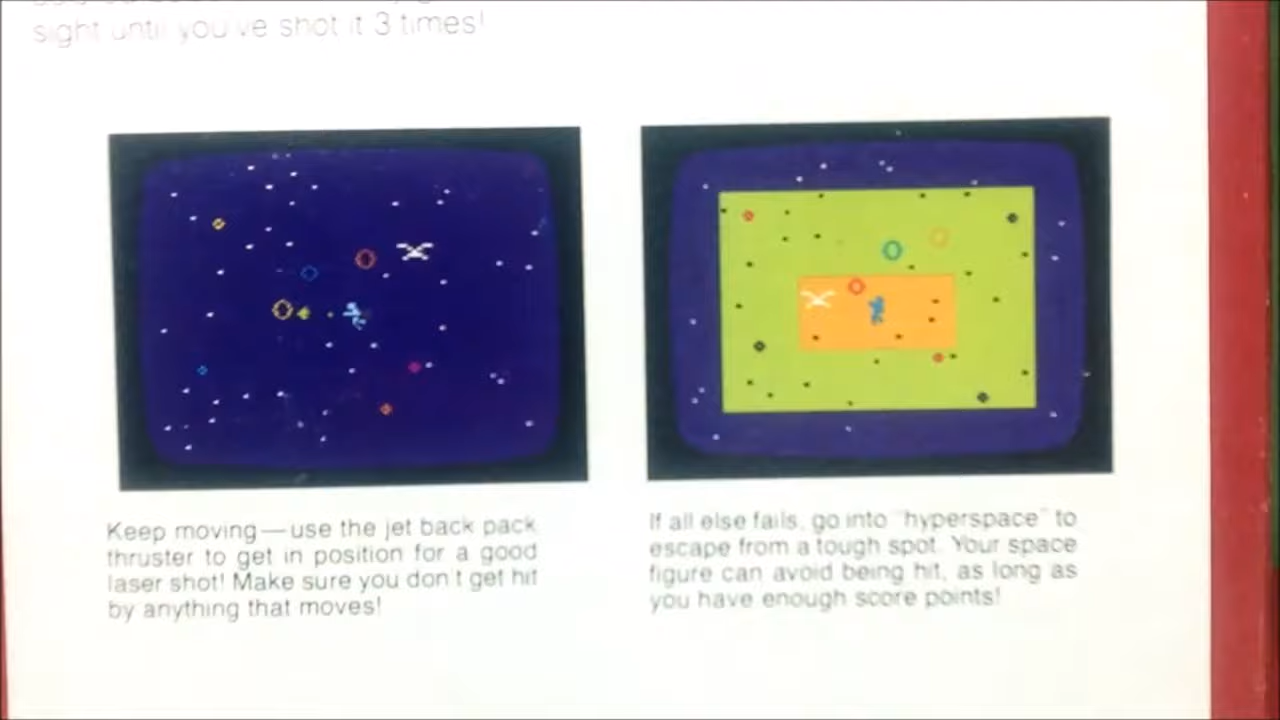 sight until you've shot it 3 times!
Keep moving—use the jet back pack
thruster to get in position for a good
laser shot! Make sure you don't get hit
by anything that moves!
If all else fails, go into "hyperspace" to
escape from a tough spot. Your space
figure can avoid being hit, as long as
you have enough score points!